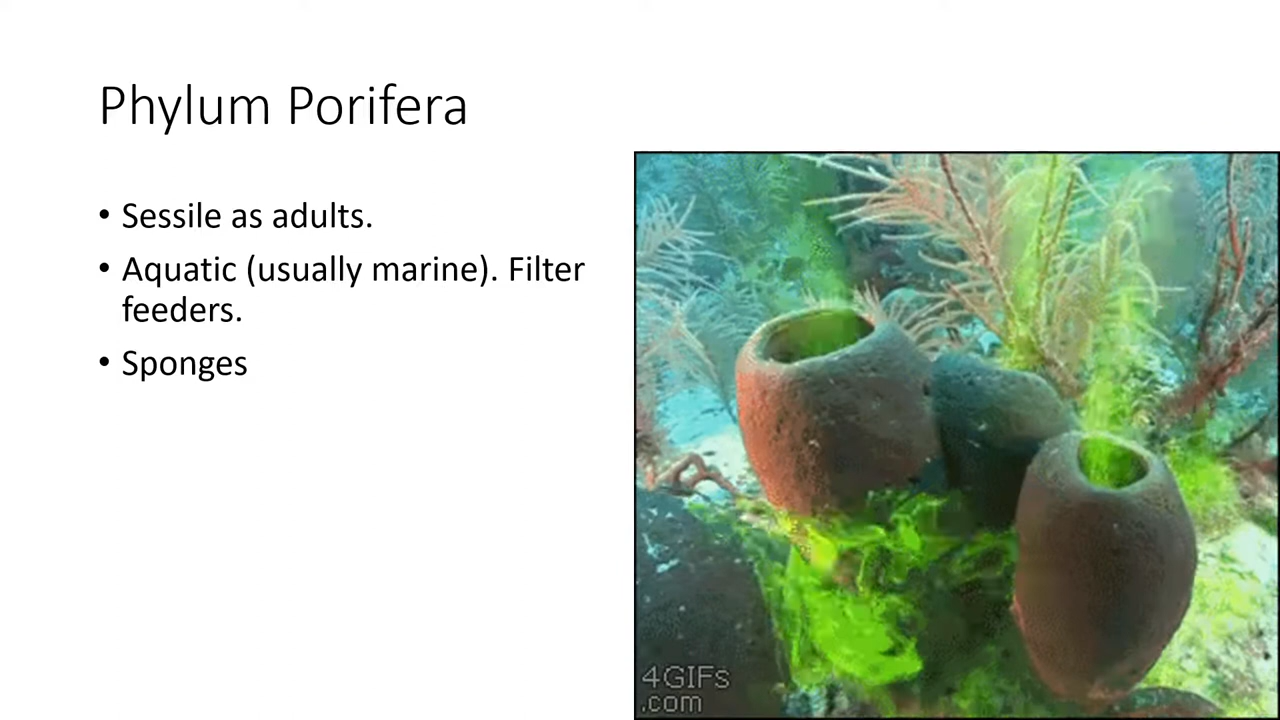 Phylum Porifera
• Sessile as adults.
• Aquatic (usually marine). Filter
feeders.
• Sponges
4GIFs
.com